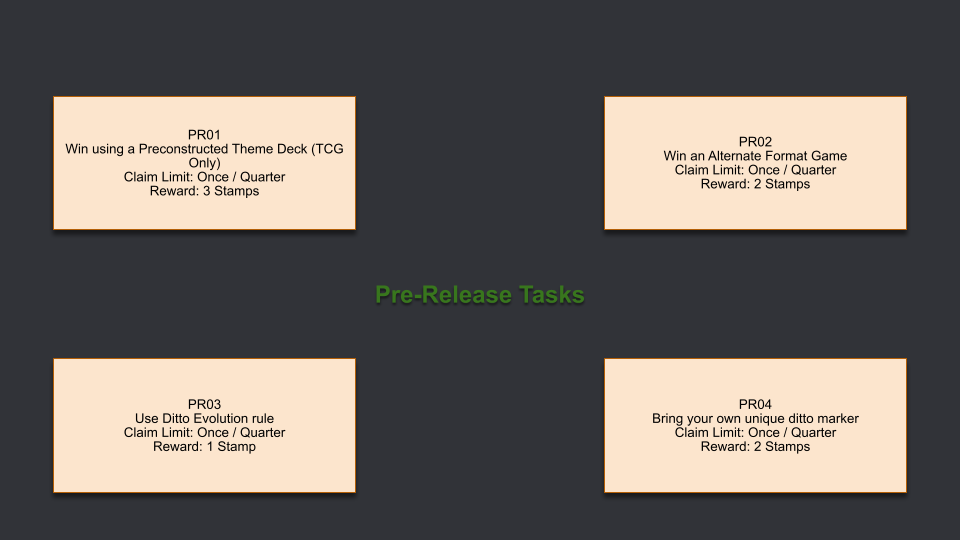 PR01
Win using a Preconstructed Theme Deck (TCG
Only)
Claim Limit: Once / Quarter
Reward: 3 Stamps
PR02
Win an Alternate Format Game
Claim Limit: Once / Quarter
Reward: 2 Stamps
Pre-Release Tasks
PR03
Use Ditto Evolution rule
Claim Limit: Once / Quarter
Reward: 1 Stamp
PR04
Bring your own unique ditto marker
Claim Limit: Once / Quarter
Reward: 2 Stamps